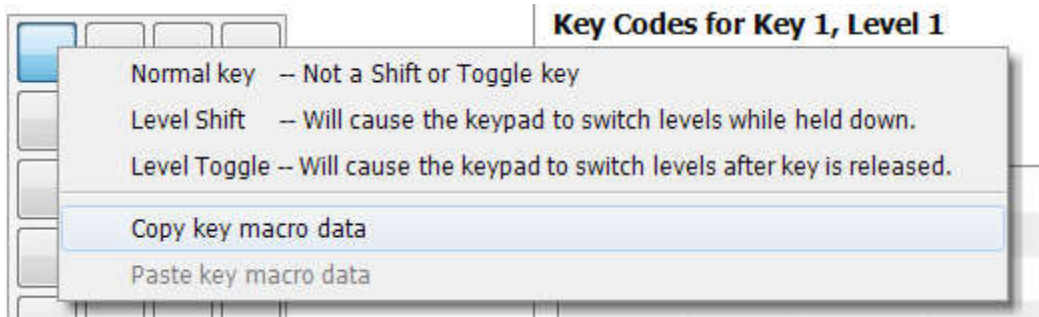 Key Codes for Key 1, Level 1
Normal key -- Not a Shift or Toggle key
Level Shift -- Will cause the keypad to switch levels while held down.
Level Toggle -- Will cause the keypad to switch levels after key is released.
Copy key macro data
Paste key macro data